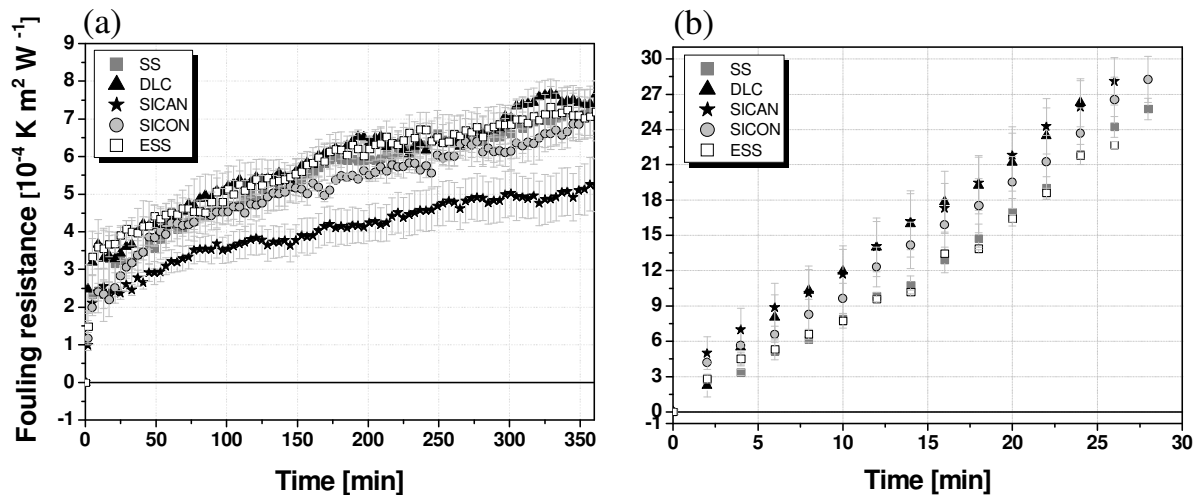 (a)
(b)
Fouling resistance [10⁻⁴ K m² W⁻¹]
9
8
7
6
5
4
3
2
1
0
-1
SS
DLC
SICAN
SICON
ESS
0 50 100 150 200 250 300 350
Time [min]
30
27
24
21
18
15
12
9
6
3
0
-1
SS
DLC
SICAN
SICON
ESS
0 5 10 15 20 25 30
Time [min]